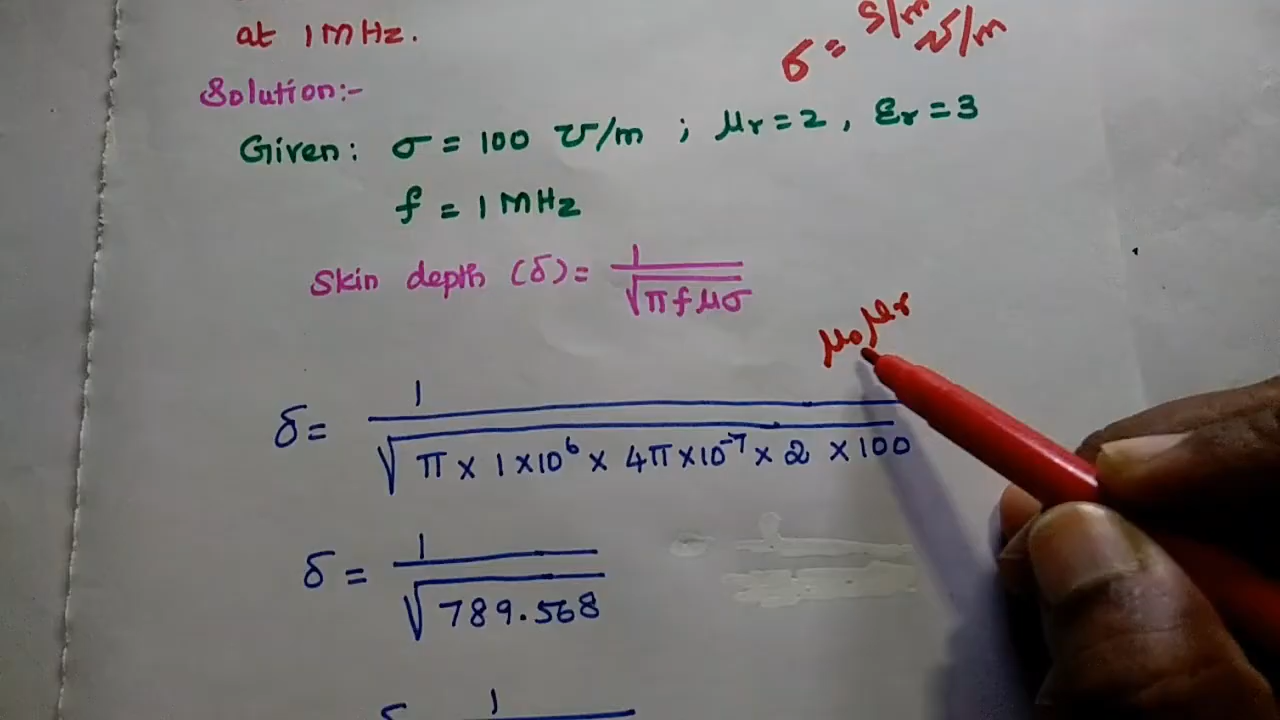 at 1MHz.
σ = S/m ℧/m
Solution:-
Given: σ = 100 ℧/m ; μr = 2, εr = 3
f = 1 MHz
Skin depth (δ) = 1/√πfμσ
μ₀μr
δ = 1/√π × 1×10⁶ × 4π×10⁻⁷ × 2 × 100
δ = 1/√789.568
1